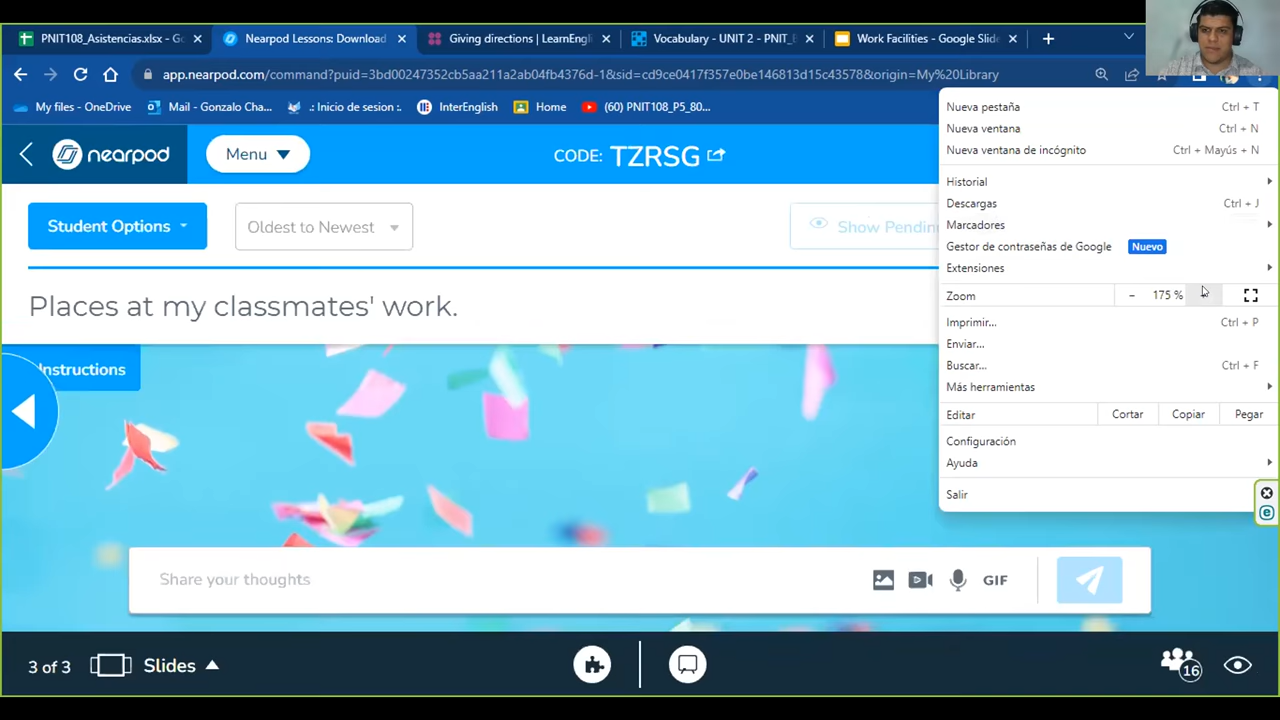 PNIT108_Asistencias.xlsx - Go
Nearpod Lessons: Download
Giving directions | LearnEngli
Vocabulary - UNIT 2 - PNIT_
Work Facilities - Google Slide
app.nearpod.com/command?puid=3bd00247352cb5aa211a2ab04fb4376d-1&sid=cd9ce0417f357e0be146813d15c43578&origin=My%20Library
My files - OneDrive
Mail - Gonzalo Cha...
.: Inicio de sesion :.
InterEnglish
Home
(60) PNIT108_P5_80...
nearpod
Menu
CODE: TZRSG
Student Options
Oldest to Newest
Show Pendin
Places at my classmates' work.
Instructions
Share your thoughts
GIF
3 of 3
Slides
16
Nueva pestaña Ctrl + T
Nueva ventana Ctrl + N
Nueva ventana de incógnito Ctrl + Mayús + N
Historial
Descargas Ctrl + J
Marcadores
Gestor de contraseñas de Google Nuevo
Extensiones
Zoom - 175 %
Imprimir... Ctrl + P
Enviar...
Buscar... Ctrl + F
Más herramientas
Editar Cortar Copiar Pegar
Configuración
Ayuda
Salir